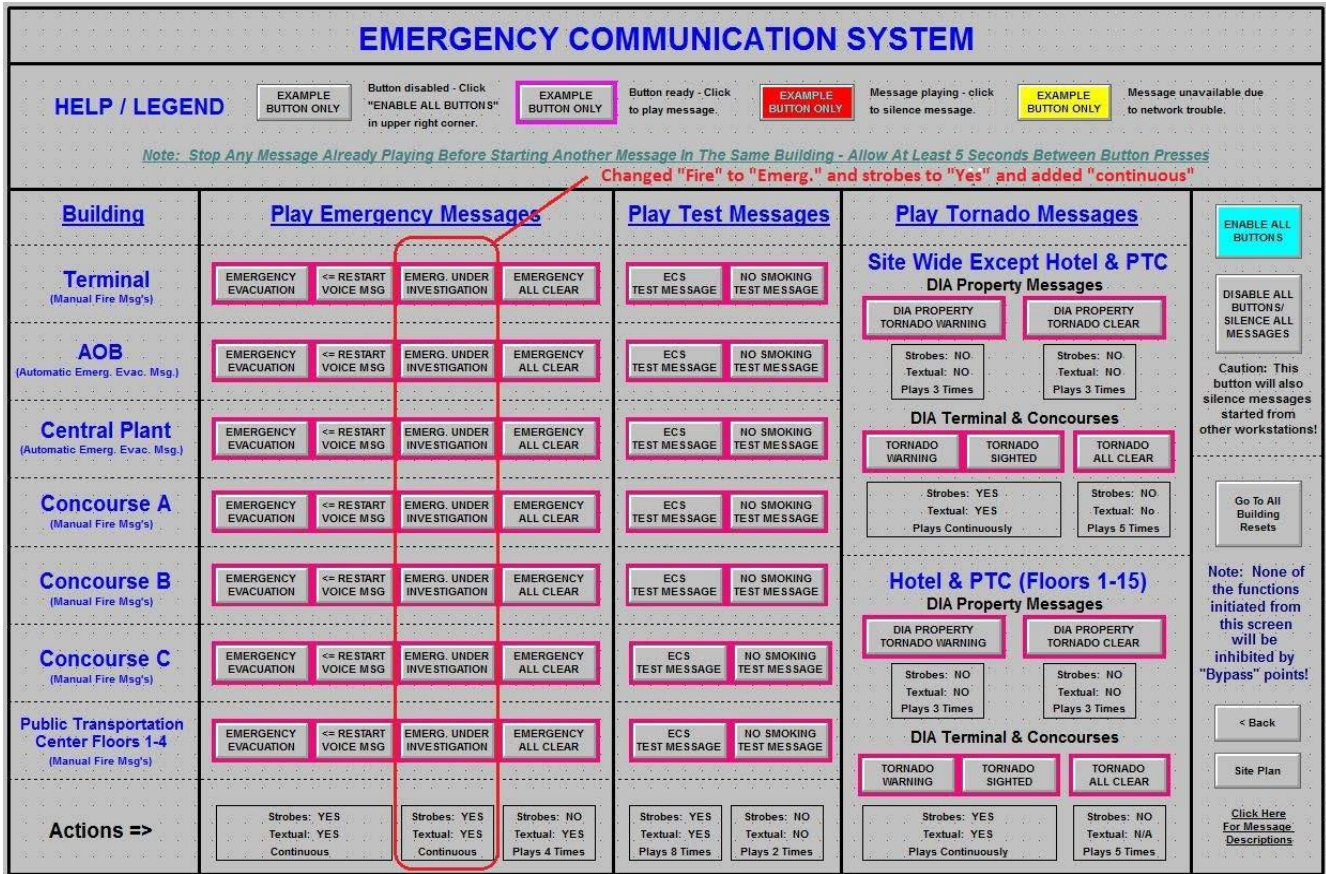 EMERGENCY COMMUNICATION SYSTEM
HELP / LEGEND
EXAMPLE
BUTTON ONLY
Button disabled - Click
"ENABLE ALL BUTTONS"
in upper right corner.
EXAMPLE
BUTTON ONLY
Button ready - Click
to play message.
EXAMPLE
BUTTON ONLY
Message playing - click
to silence message.
EXAMPLE
BUTTON ONLY
Message unavailable due
to network trouble.
Note: Stop Any Message Already Playing Before Starting Another Message In The Same Building - Allow At Least 5 Seconds Between Button Presses
Changed "Fire" to "Emerg." and strobes to "Yes" and added "continuous"
Building
Play Emergency Messages
Play Test Messages
Terminal
(Manual Fire Msg's)
EMERGENCY
EVACUATION
<= RESTART
VOICE MSG
EMERG. UNDER
INVESTIGATION
EMERGENCY
ALL CLEAR
ECS
TEST MESSAGE
NO SMOKING
TEST MESSAGE
AOB
(Automatic Emerg. Evac. Msg.)
EMERGENCY
EVACUATION
<= RESTART
VOICE MSG
EMERG. UNDER
INVESTIGATION
EMERGENCY
ALL CLEAR
ECS
TEST MESSAGE
NO SMOKING
TEST MESSAGE
Central Plant
(Automatic Emerg. Evac. Msg.)
EMERGENCY
EVACUATION
<= RESTART
VOICE MSG
EMERG. UNDER
INVESTIGATION
EMERGENCY
ALL CLEAR
ECS
TEST MESSAGE
NO SMOKING
TEST MESSAGE
Concourse A
(Manual Fire Msg's)
EMERGENCY
EVACUATION
<= RESTART
VOICE MSG
EMERG. UNDER
INVESTIGATION
EMERGENCY
ALL CLEAR
ECS
TEST MESSAGE
NO SMOKING
TEST MESSAGE
Concourse B
(Manual Fire Msg's)
EMERGENCY
EVACUATION
<= RESTART
VOICE MSG
EMERG. UNDER
INVESTIGATION
EMERGENCY
ALL CLEAR
ECS
TEST MESSAGE
NO SMOKING
TEST MESSAGE
Concourse C
(Manual Fire Msg's)
EMERGENCY
EVACUATION
<= RESTART
VOICE MSG
EMERG. UNDER
INVESTIGATION
EMERGENCY
ALL CLEAR
ECS
TEST MESSAGE
NO SMOKING
TEST MESSAGE
Public Transportation
Center Floors 1-4
(Manual Fire Msg's)
EMERGENCY
EVACUATION
<= RESTART
VOICE MSG
EMERG. UNDER
INVESTIGATION
EMERGENCY
ALL CLEAR
ECS
TEST MESSAGE
NO SMOKING
TEST MESSAGE
Actions =>
Strobes: YES
Textual: YES
Continuous
Strobes: YES
Textual: YES
Continuous
Strobes: NO
Textual: YES
Plays 4 Times
Strobes: YES
Textual: YES
Plays 8 Times
Strobes: NO
Textual: NO
Plays 2 Times
Play Tornado Messages
Site Wide Except Hotel & PTC
DIA Property Messages
DIA PROPERTY
TORNADO WARNING
DIA PROPERTY
TORNADO CLEAR
Strobes: NO
Textual: NO
Plays 3 Times
Strobes: NO
Textual: NO
Plays 3 Times
DIA Terminal & Concourses
TORNADO
WARNING
TORNADO
SIGHTED
TORNADO
ALL CLEAR
Strobes: YES
Textual: YES
Plays Continuously
Strobes: NO
Textual: No
Plays 5 Times
Hotel & PTC (Floors 1-15)
DIA Property Messages
DIA PROPERTY
TORNADO WARNING
DIA PROPERTY
TORNADO CLEAR
Strobes: NO
Textual: NO
Plays 3 Times
Strobes: NO
Textual: NO
Plays 3 Times
DIA Terminal & Concourses
TORNADO
WARNING
TORNADO
SIGHTED
TORNADO
ALL CLEAR
Strobes: YES
Textual: YES
Plays Continuously
Strobes: NO
Textual: N/A
Plays 5 Times
ENABLE ALL
BUTTONS
DISABLE ALL
BUTTONS/
SILENCE ALL
MESSAGES
Caution: This
button will also
silence messages
started from
other workstations!
Go To All
Building
Resets
Note: None of
the functions
initiated from
this screen
will be
inhibited by
"Bypass" points!
< Back
Site Plan
Click Here
For Message
Descriptions